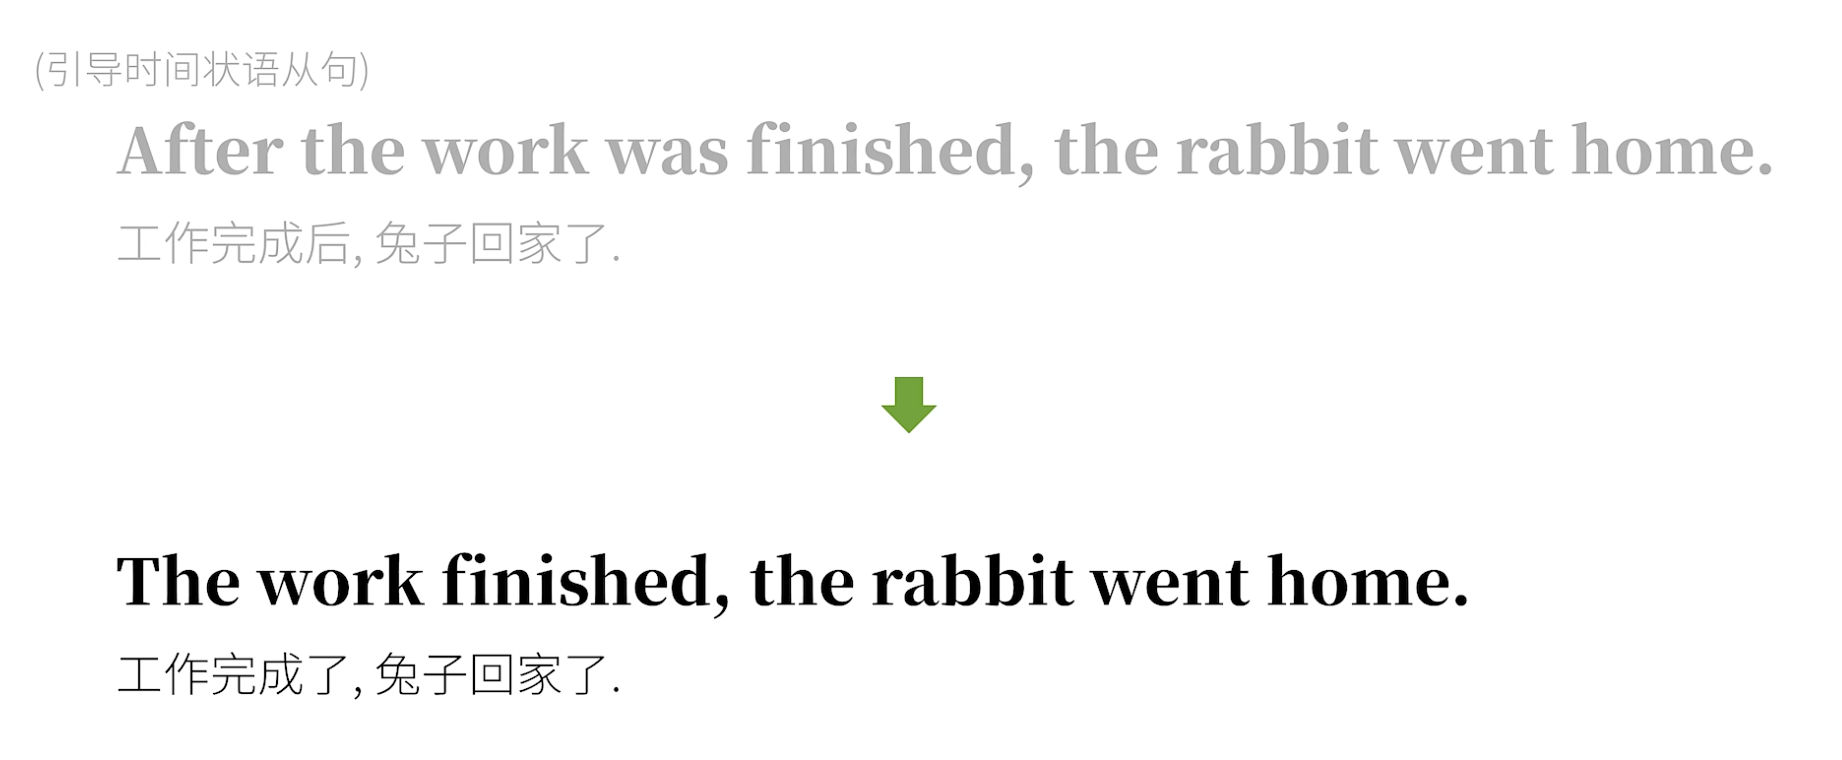 (引导时间状语从句)
After the work was finished, the rabbit went home.
工作完成后, 兔子回家了.
The work finished, the rabbit went home.
工作完成了, 兔子回家了.